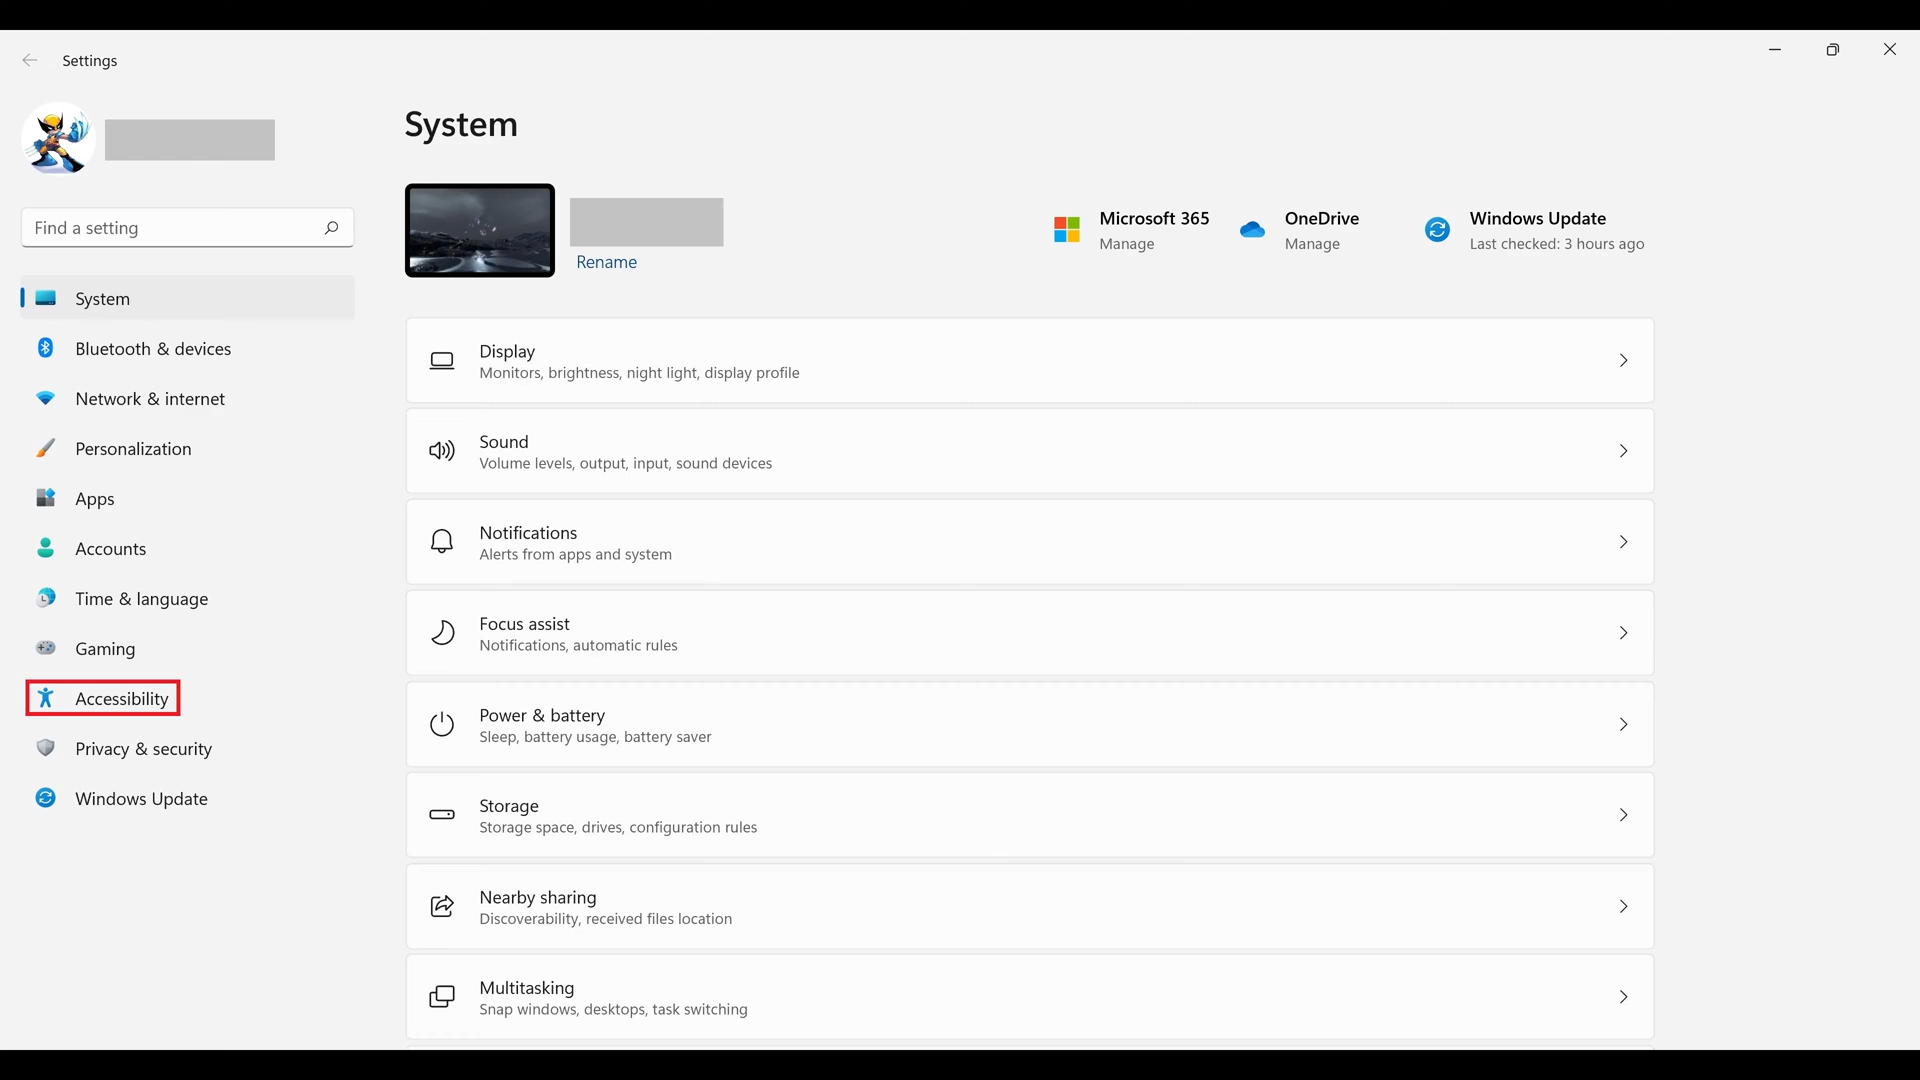 Settings
Find a setting
System
Bluetooth & devices
Network & internet
Personalization
Apps
Accounts
Time & language
Gaming
Accessibility
Privacy & security
Windows Update
System
Rename
Microsoft 365
Manage
OneDrive
Manage
Windows Update
Last checked: 3 hours ago
Display
Monitors, brightness, night light, display profile
Sound
Volume levels, output, input, sound devices
Notifications
Alerts from apps and system
Focus assist
Notifications, automatic rules
Power & battery
Sleep, battery usage, battery saver
Storage
Storage space, drives, configuration rules
Nearby sharing
Discoverability, received files location
Multitasking
Snap windows, desktops, task switching